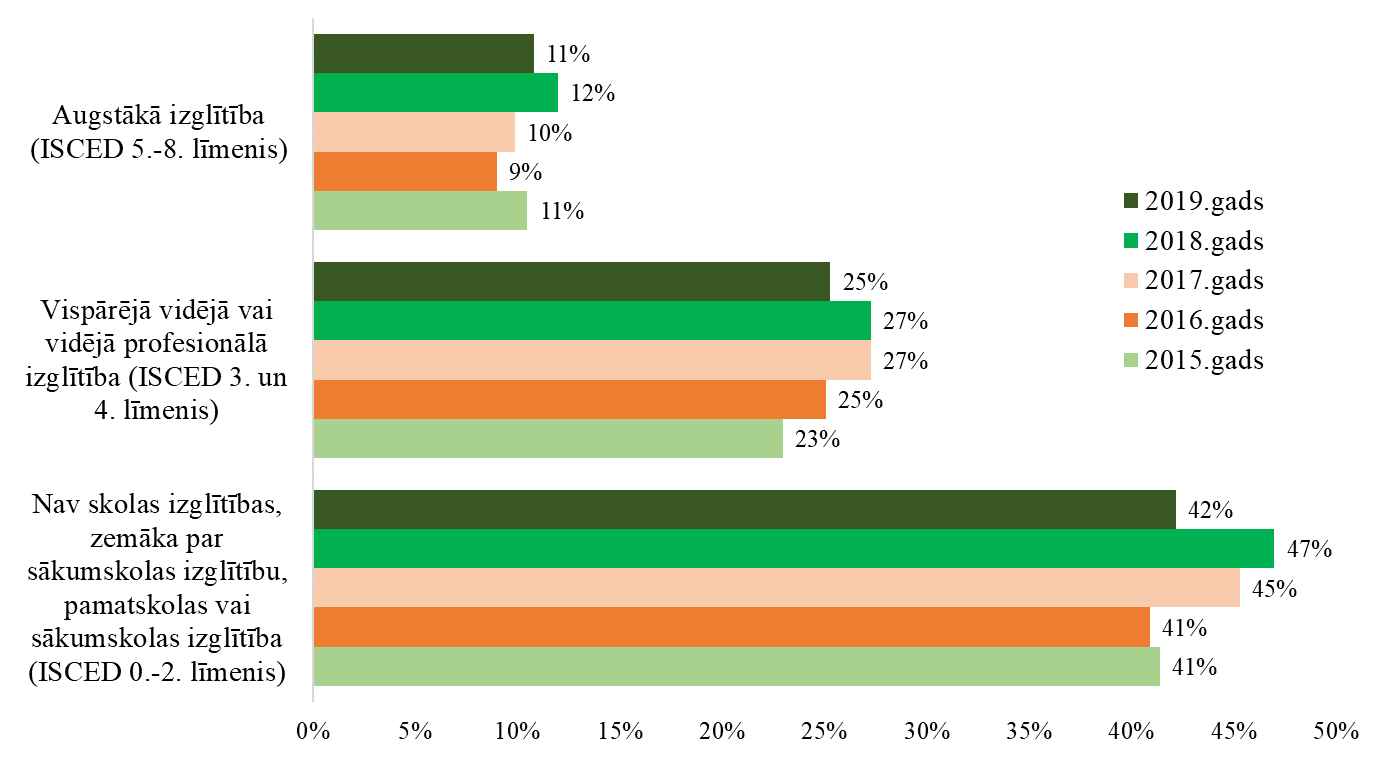 Augstākā izglītība
(ISCED 5.-8. līmenis)
11%
12%
10%
9%
11%
Vispārējā vidējā vai
vidējā profesionālā
izglītība (ISCED 3. un
4. līmenis)
25%
27%
27%
25%
23%
Nav skolas izglītības,
zemāka par
sākumskolas izglītību,
pamatskolas vai
sākumskolas izglītība
(ISCED 0.-2. līmenis)
42%
47%
45%
41%
41%
2019.gads
2018.gads
2017.gads
2016.gads
2015.gads
0% 5% 10% 15% 20% 25% 30% 35% 40% 45% 50%